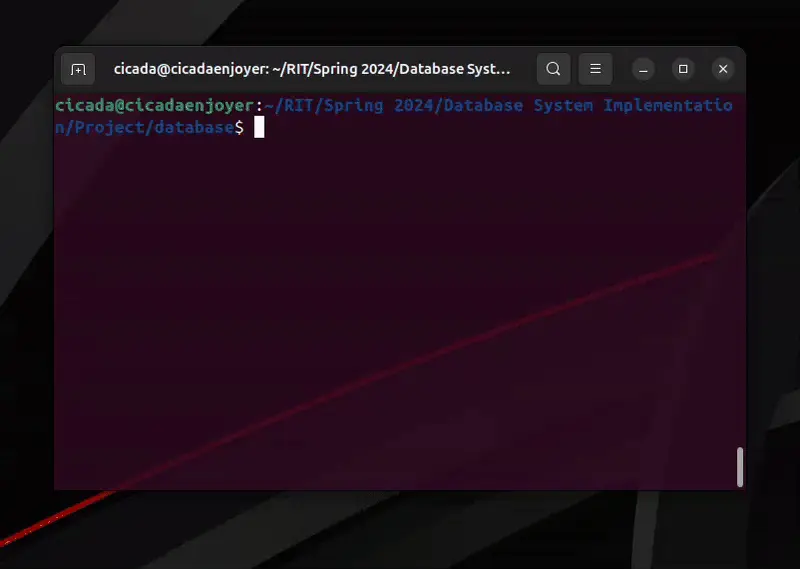 cicada@cicadaenjoyer: ~/RIT/Spring 2024/Database Syst...
cicada@cicadaenjoyer:~/RIT/Spring 2024/Database System Implementatio
n/Project/database$